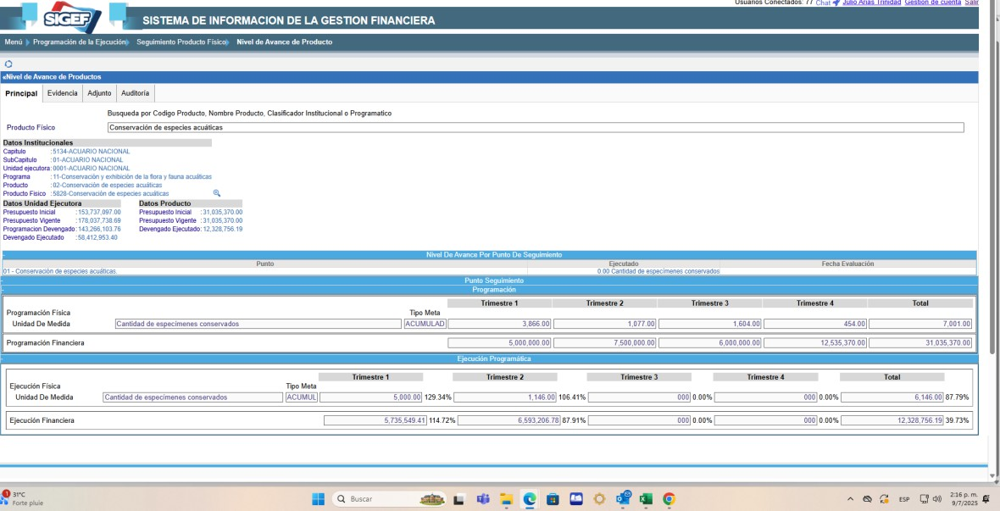 Usuarios Conectados: 77 Chat Julio Arias Trinidad Gestión de cuenta Salir
SIGEF SISTEMA DE INFORMACION DE LA GESTION FINANCIERA
Menú Programación de la Ejecución Seguimiento Producto Físico Nivel de Avance de Producto
«Nivel de Avance de Productos
Principal Evidencia Adjunto Auditoría
Busqueda por Codigo Producto, Nombre Producto, Clasificador Institucional o Programatico
Producto Físico Conservación de especies acuáticas
Datos Institucionales
Capitulo :5134-ACUARIO NACIONAL
SubCapitulo :01-ACUARIO NACIONAL
Unidad ejecutora:0001-ACUARIO NACIONAL
Programa :11-Conservación y exhibición de la flora y fauna acuáticas
Producto :02-Conservación de especies acuáticas
Producto Fisico :5828-Conservación de especies acuáticas
Datos Unidad Ejecutora Datos Producto
Presupuesto Inicial :153,737,097.00 Presupuesto Inicial :31,035,370.00
Presupuesto Vigente :178,037,738.69 Presupuesto Vigente :31,035,370.00
Programacion Devengado:143,266,103.76 Devengado Ejecutado:12,328,756.19
Devengado Ejecutado :58,412,953.40
Nivel De Avance Por Punto De Seguimiento
Punto Ejecutado Fecha Evaluación
01 - Conservación de especies acuáticas 0.00 Cantidad de especímenes conservados
Punto Seguimiento
Programación
Trimestre 1 Trimestre 2 Trimestre 3 Trimestre 4 Total
Programación Física Tipo Meta
Unidad De Medida Cantidad de especímenes conservados ACUMULAD 3,866.00 1,077.00 1,604.00 454.00 7,001.00
Programación Financiera 5,000,000.00 7,500,000.00 6,000,000.00 12,535,370.00 31,035,370.00
Ejecución Programática
Trimestre 1 Trimestre 2 Trimestre 3 Trimestre 4 Total
Ejecución Física Tipo Meta
Unidad De Medida Cantidad de especímenes conservados ACUMUL 5,000.00 129.34% 1,146.00 106.41% 000 0.00% 000 0.00% 6,146.00 87.79%
Ejecución Financiera 5,735,549.41 114.72% 6,593,206.78 87.91% 000 0.00% 000 0.00% 12,328,756.19 39.73%
1 31°C
Forte pluie
Buscar
ESP
2:16 p. m.
9/7/2025